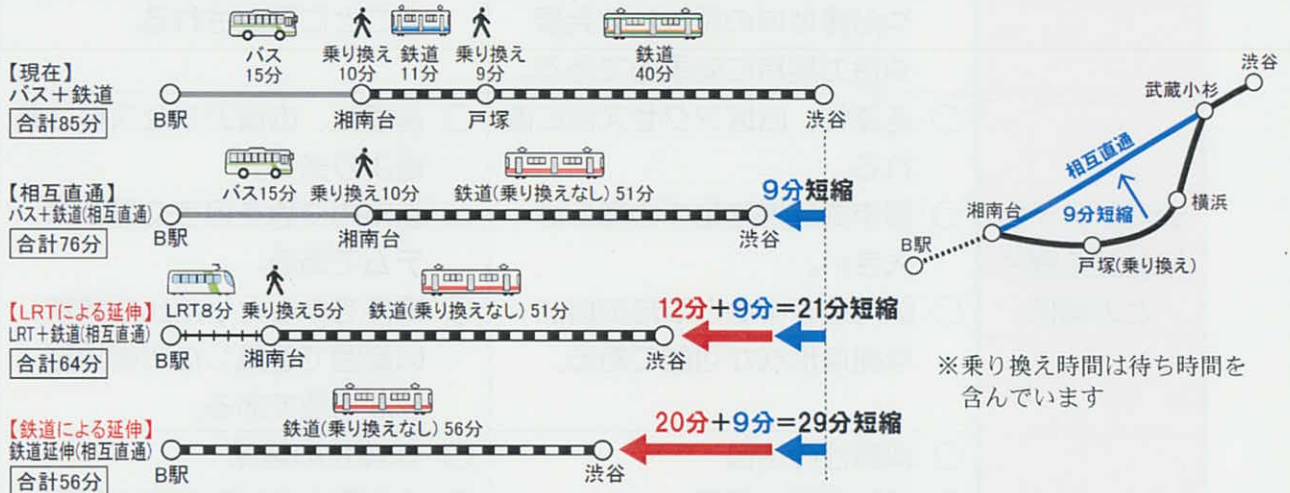 【現在】
バス＋鉄道
合計85分
バス
15分
乗り換え
10分
鉄道
11分
乗り換え
9分
鉄道
40分
B駅
湘南台
戸塚
渋谷
【相互直通】
バス＋鉄道(相互直通)
合計76分
バス15分
乗り換え10分
鉄道(乗り換えなし) 51分
9分短縮
B駅
湘南台
渋谷
【LRTによる延伸】
LRT＋鉄道(相互直通)
合計64分
LRT8分
乗り換え5分
鉄道(乗り換えなし) 51分
12分＋9分＝21分短縮
B駅
湘南台
渋谷
【鉄道による延伸】
鉄道延伸(相互直通)
合計56分
鉄道(乗り換えなし) 56分
20分＋9分＝29分短縮
B駅
渋谷
渋谷
武蔵小杉
相互直通
9分短縮
横浜
湘南台
B駅
戸塚(乗り換え)
※乗り換え時間は待ち時間を
含んでいます